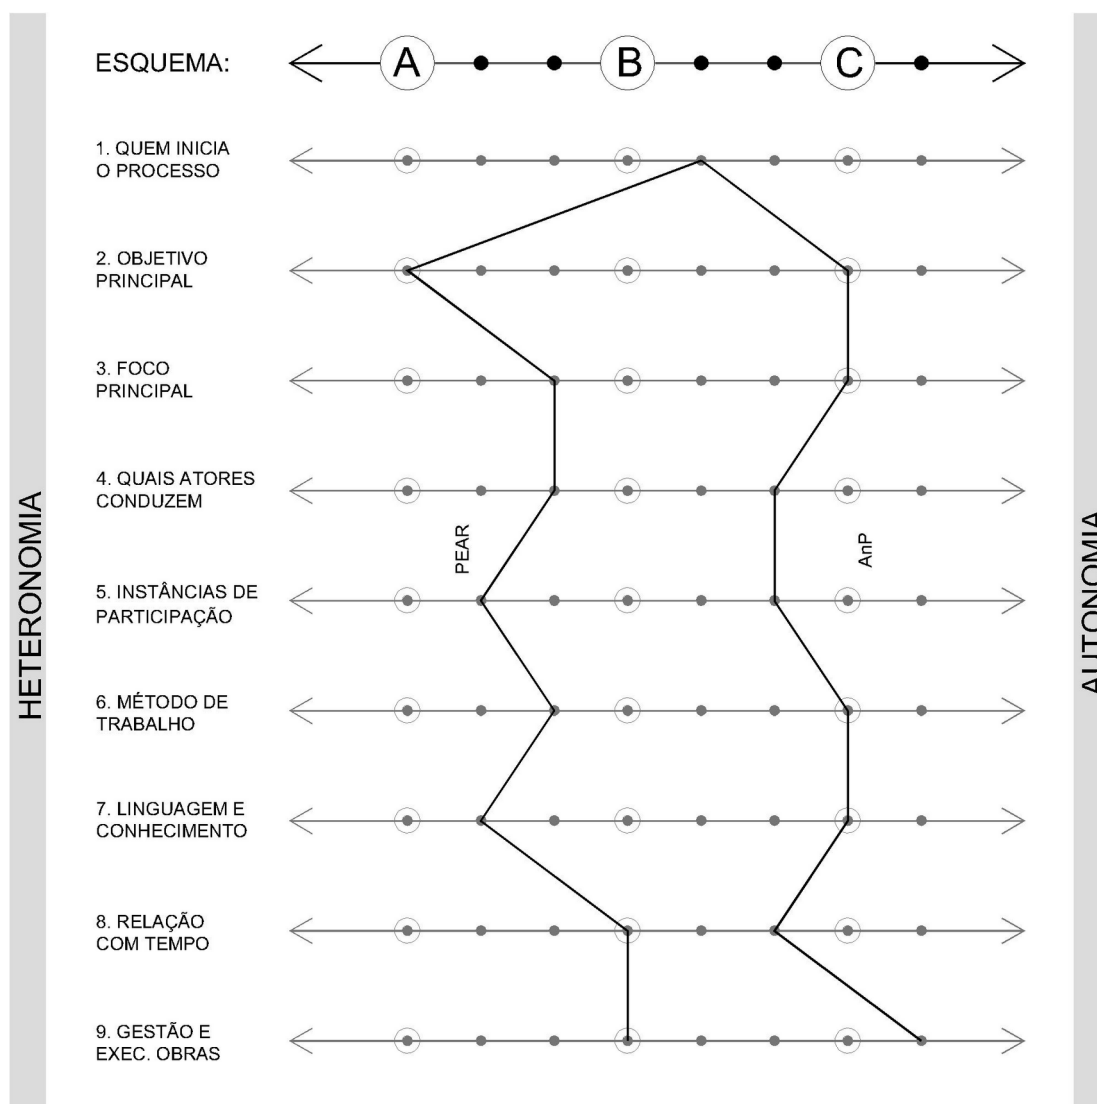 ESQUEMA:
A
B
C
1. QUEM INICIA
O PROCESSO
2. OBJETIVO
PRINCIPAL
3. FOCO
PRINCIPAL
4. QUAIS ATORES
CONDUZEM
HETERONOMIA
PEAR
AnP
AUTONOMIA
5. INSTÂNCIAS DE
PARTICIPAÇÃO
6. MÉTODO DE
TRABALHO
7. LINGUAGEM E
CONHECIMENTO
8. RELAÇÃO
COM TEMPO
9. GESTÃO E
EXEC. OBRAS